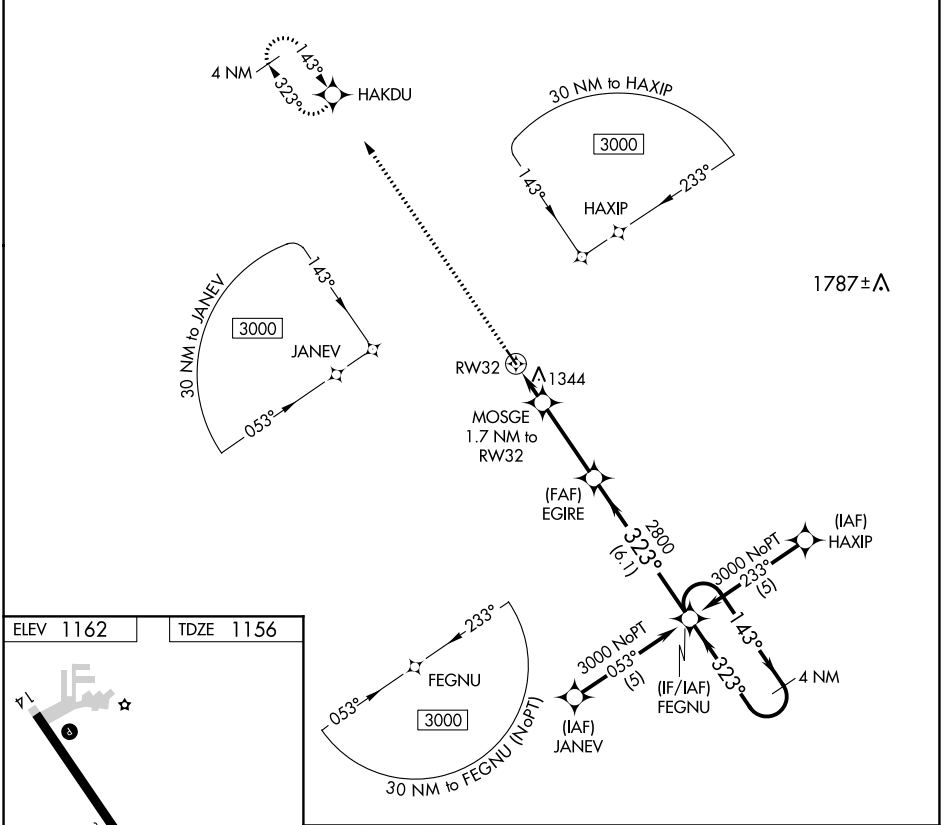 143°
4 NM
323°
HAKDU
30 NM to HAXIP
3000
143°
233°
HAXIP
1787±
30 NM to JANEV
143°
3000
JANEV
053°
RW32
1344
MOSGE
1.7 NM to
RW32
(FAF)
EGIRE
2800
323°
(6.1)
(IAF)
HAXIP
3000 NoPT
233°
(5)
3000 NoPT
053°
(5)
(IAF)
JANEV
(IF/IAF)
FEGNU
143°
323°
4 NM
233°
FEGNU
053°
3000
30 NM to FEGNU (NoPT)
ELEV 1162
TDZE 1156
14
P